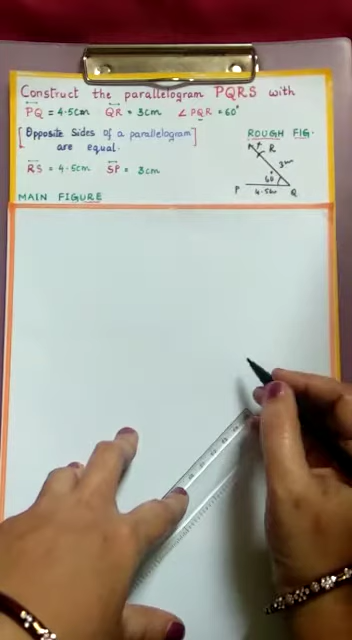 Construct the parallelogram PQRS with
PQ = 4.5cm QR = 3cm ∠PQR = 60°
[Opposite Sides of a parallelogram are equal.]
RS = 4.5cm SP = 3cm
ROUGH FIG.
R
3cm
60°
P 4.5cm Q
MAIN FIGURE